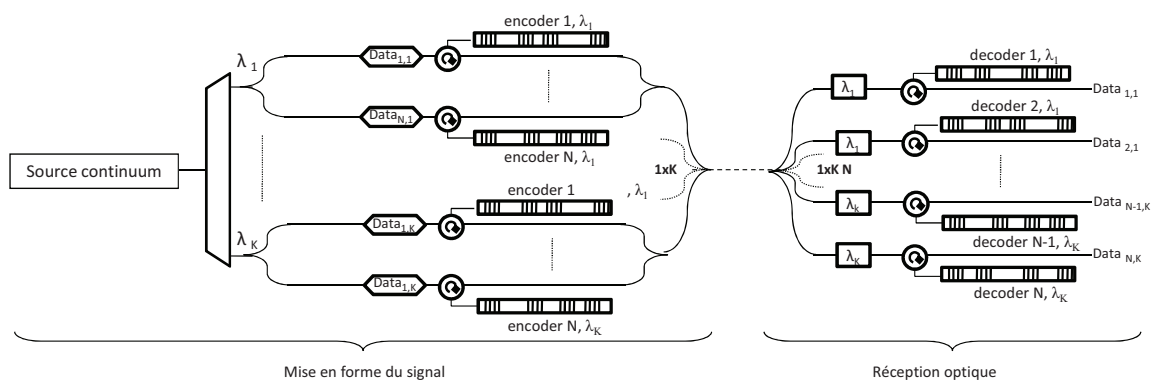 encoder 1, λ1
λ 1
Data1,1
decoder 1, λ1
λ1
Data 1,1
DataN,1
decoder 2, λ1
encoder N, λ1
Source continuum
1xK
λ1
1xK N
Data 2,1
encoder 1 , λ1
λ K
Data1,K
λk
Data N-1,K
decoder N-1, λK
Data1,K
λK
Data N,K
encoder N, λK
decoder N, λK
Mise en forme du signal
Réception optique